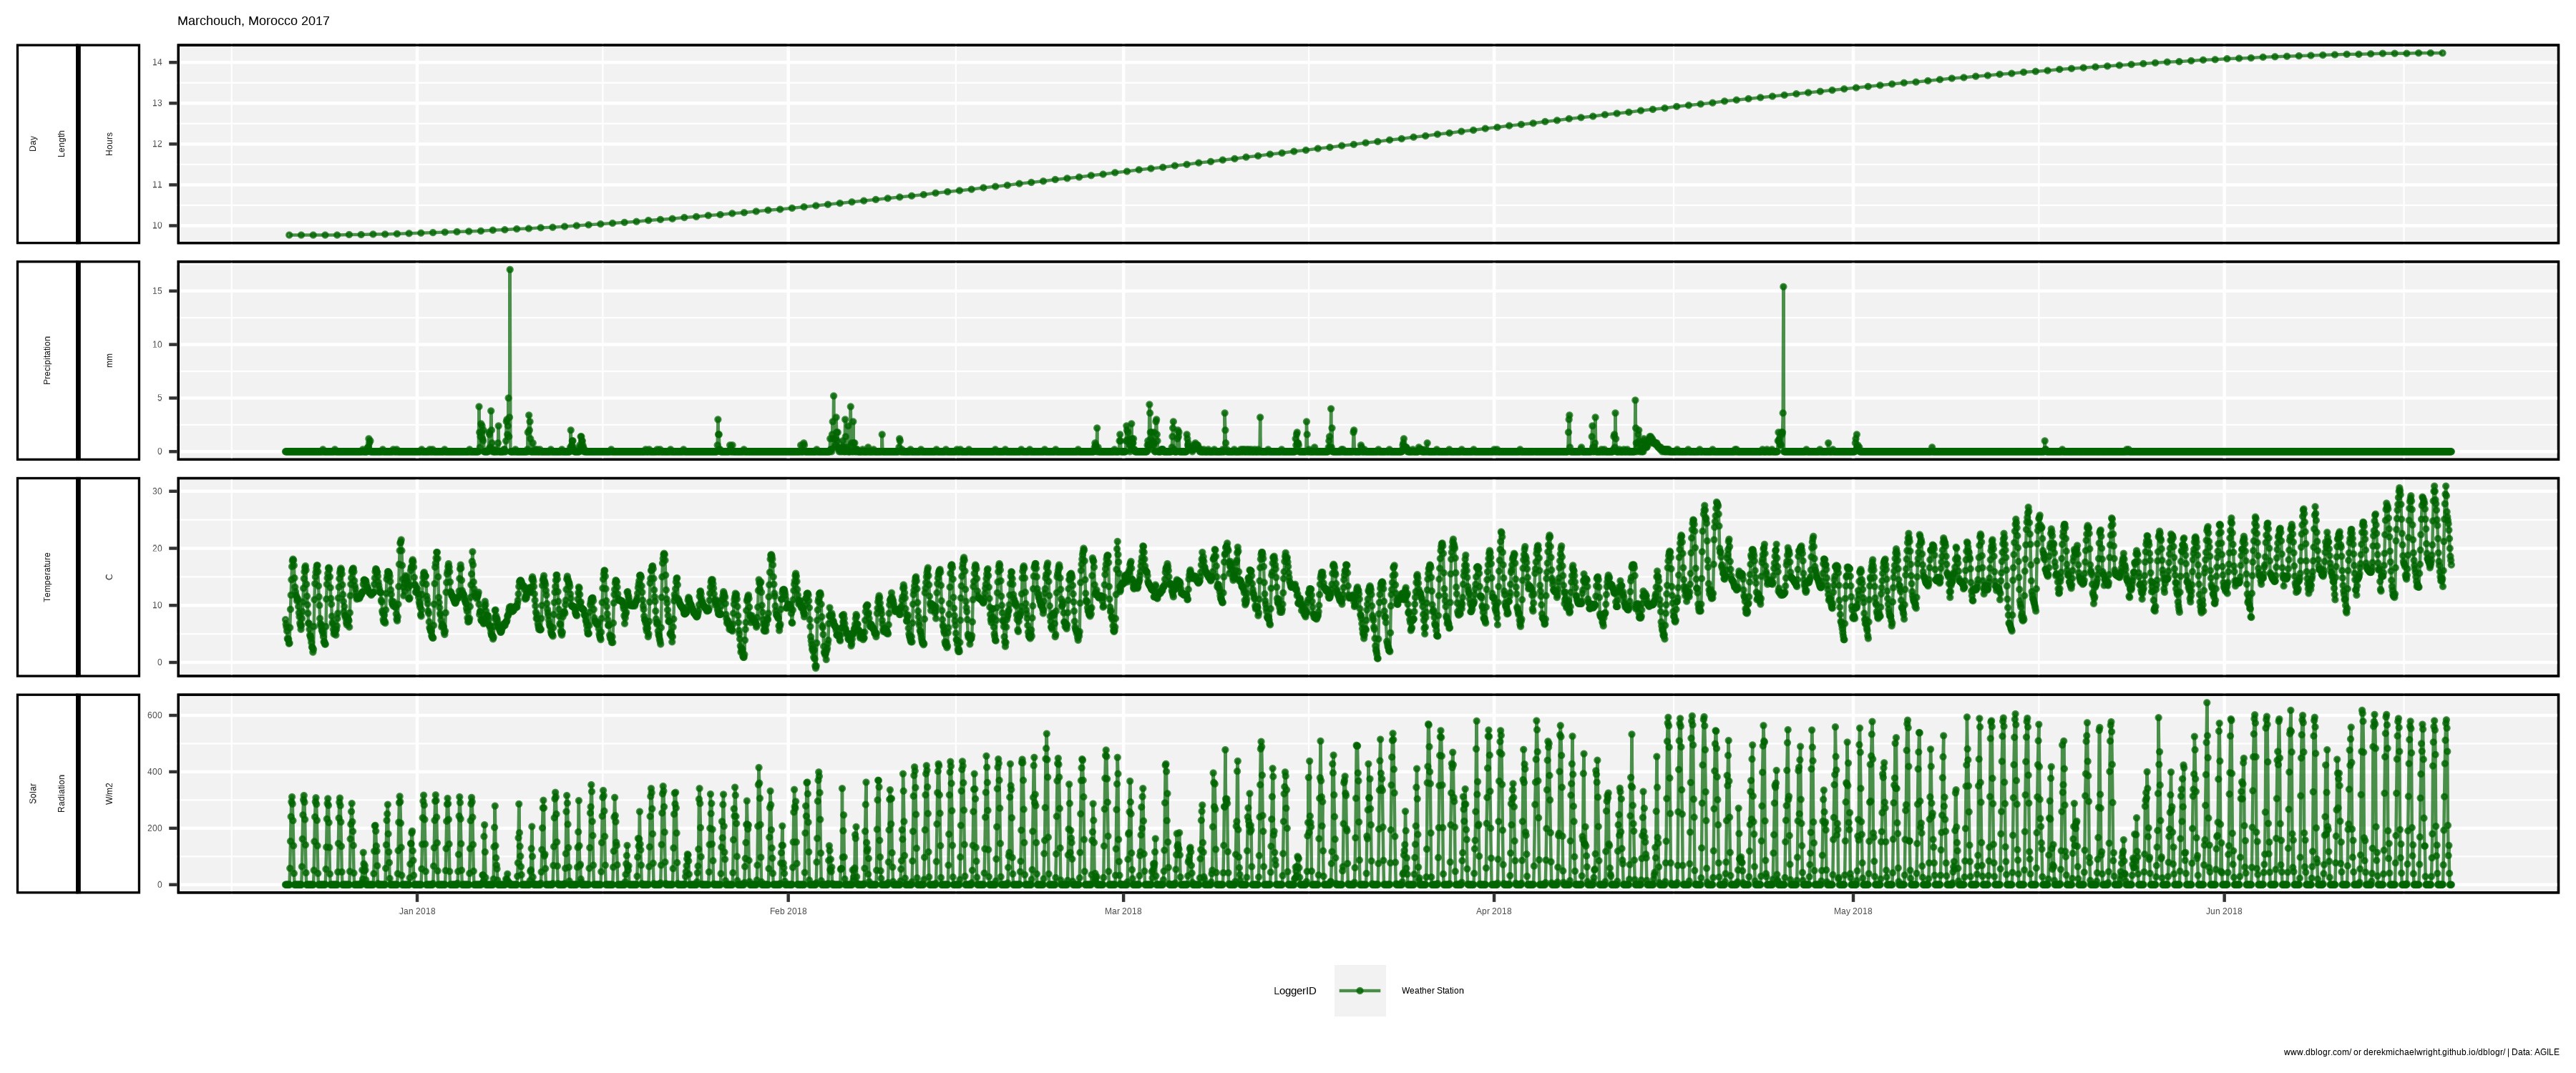 Marchouch, Morocco 2017
Day
Length
Hours
14
13
12
11
10
Precipitation
mm
15
10
5
0
Temperature
C
30
20
10
0
Solar
Radiation
W/m2
600
400
200
0
Jan 2018
Feb 2018
Mar 2018
Apr 2018
May 2018
Jun 2018
LoggerID
Weather Station
www.dblogr.com/ or derekmichaelwright.github.io/dblogr/ | Data: AGILE